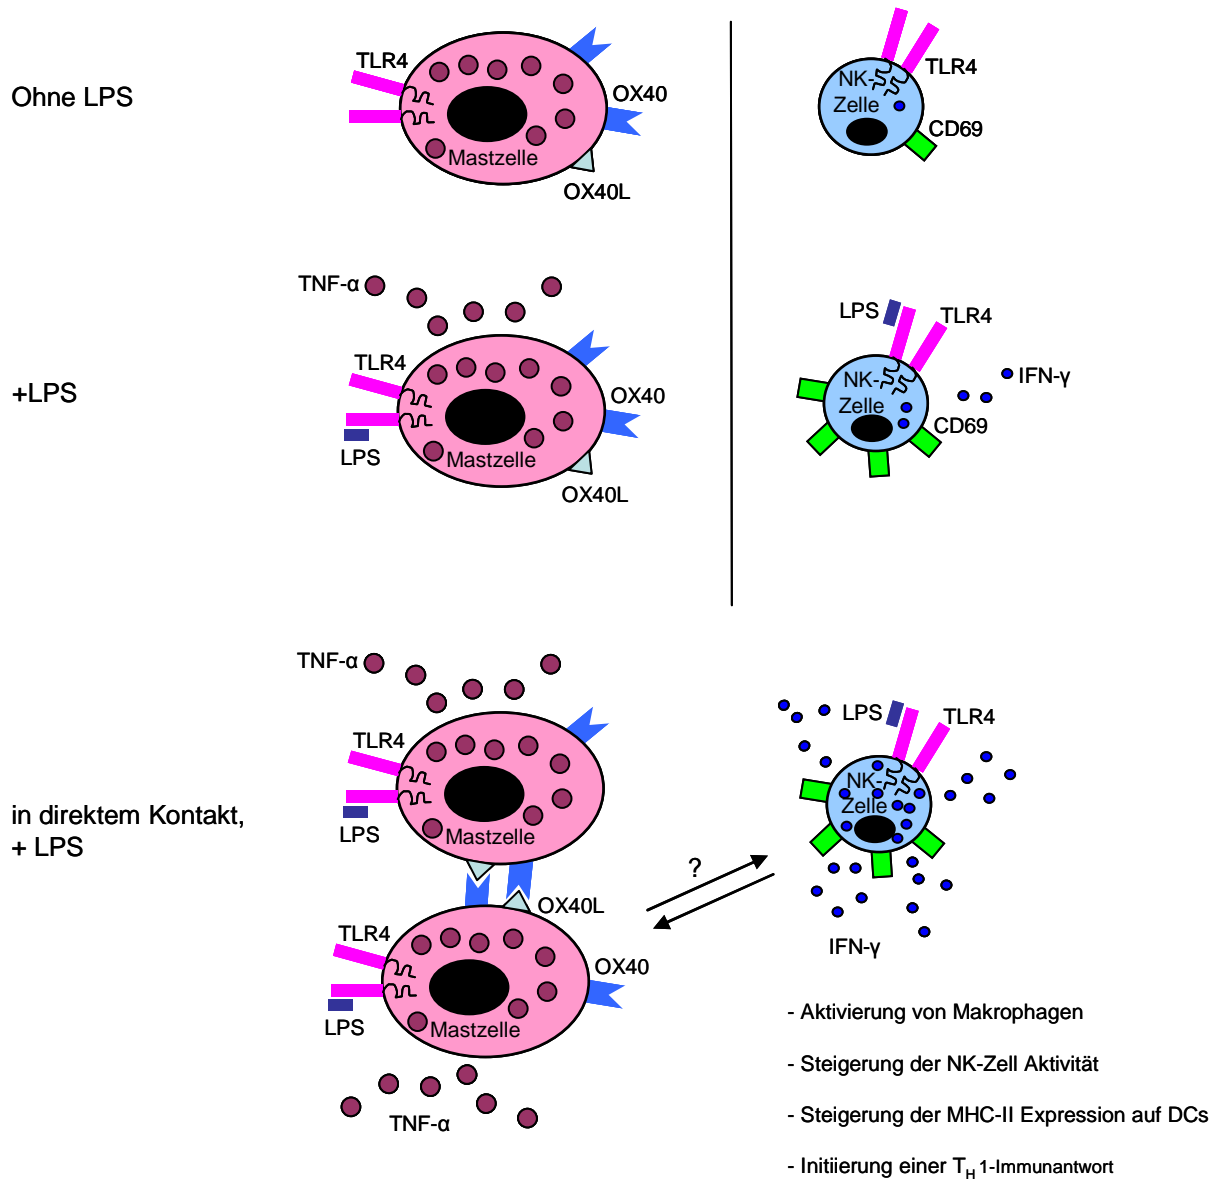 Ohne LPS
TLR4
OX40
Mastzelle
OX40L
NK-
Zelle
TLR4
CD69
+LPS
TNF-α
TLR4
LPS
OX40
Mastzelle
OX40L
LPS
TLR4
NK-
Zelle
IFN-γ
CD69
in direktem Kontakt,
+ LPS
TNF-α
TLR4
LPS
Mastzelle
OX40L
TLR4
LPS
OX40
Mastzelle
TNF-α
?
LPS
TLR4
NK-
Zelle
IFN-γ
- Aktivierung von Makrophagen
- Steigerung der NK-Zell Aktivität
- Steigerung der MHC-II Expression auf DCs
- Initiierung einer TH1-Immunantwort